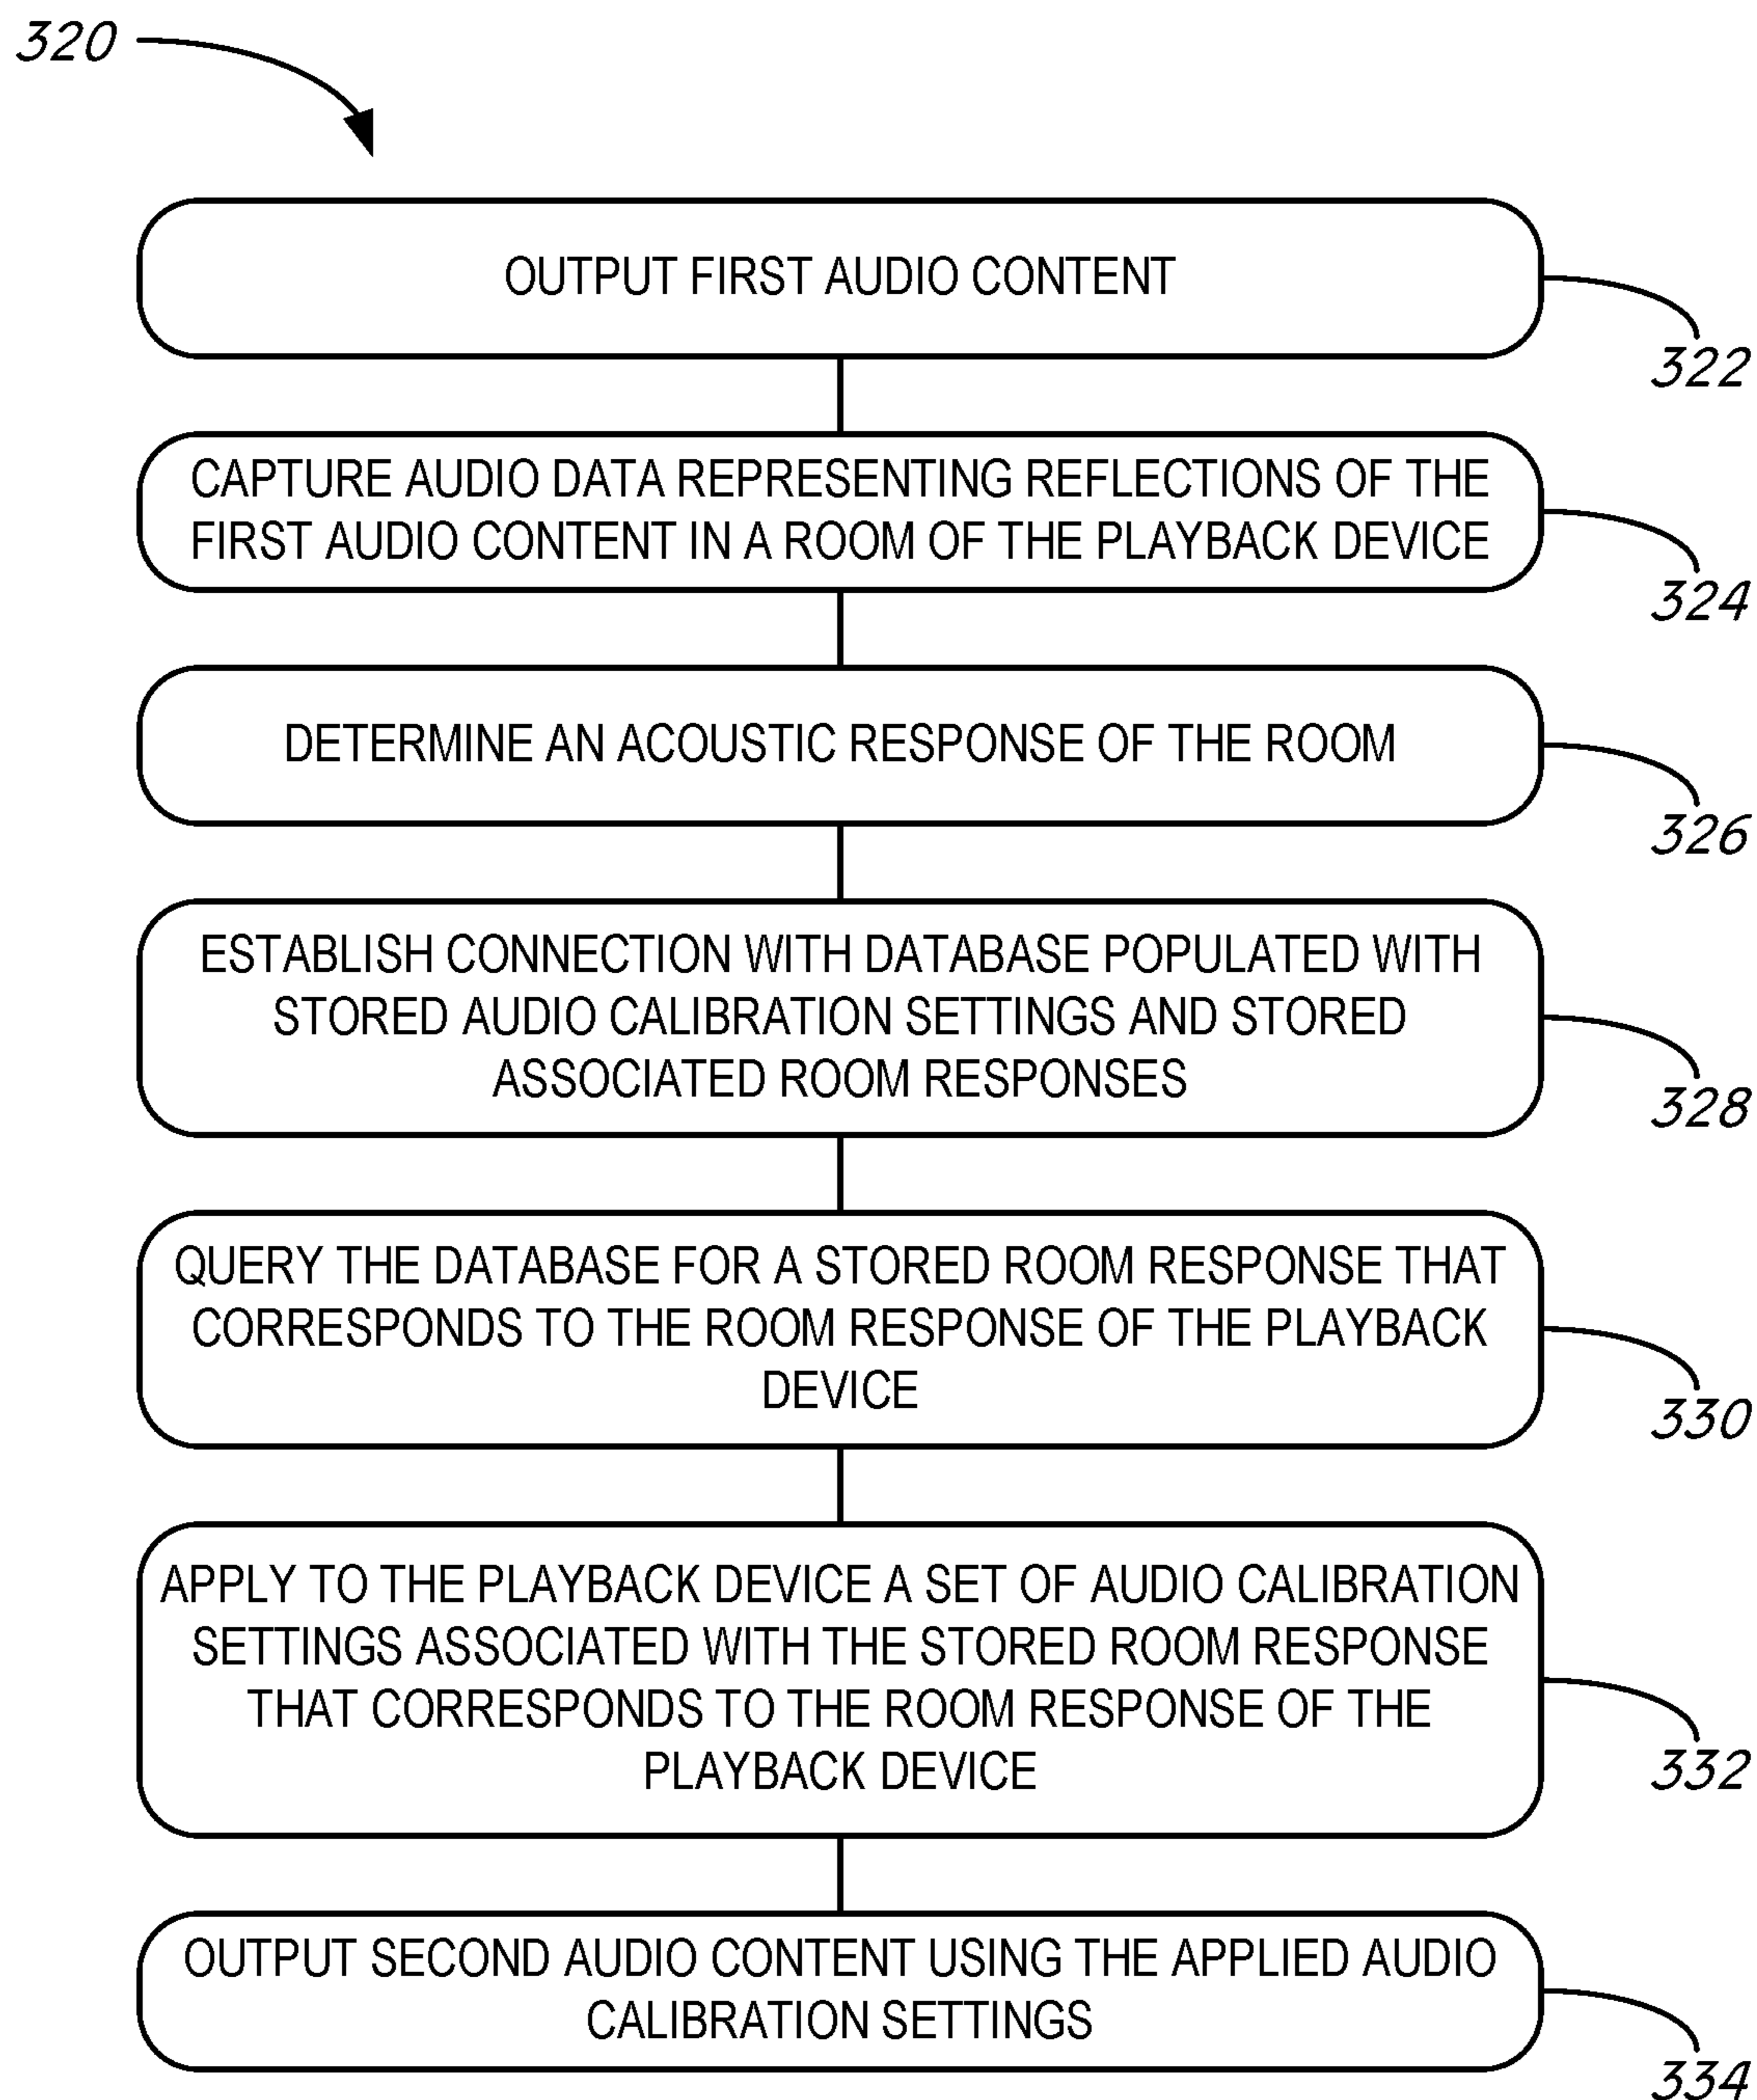 320
OUTPUT FIRST AUDIO CONTENT
322
CAPTURE AUDIO DATA REPRESENTING REFLECTIONS OF THE
FIRST AUDIO CONTENT IN A ROOM OF THE PLAYBACK DEVICE
324
DETERMINE AN ACOUSTIC RESPONSE OF THE ROOM
326
ESTABLISH CONNECTION WITH DATABASE POPULATED WITH
STORED AUDIO CALIBRATION SETTINGS AND STORED
ASSOCIATED ROOM RESPONSES
328
QUERY THE DATABASE FOR A STORED ROOM RESPONSE THAT
CORRESPONDS TO THE ROOM RESPONSE OF THE PLAYBACK
DEVICE
330
APPLY TO THE PLAYBACK DEVICE A SET OF AUDIO CALIBRATION
SETTINGS ASSOCIATED WITH THE STORED ROOM RESPONSE
THAT CORRESPONDS TO THE ROOM RESPONSE OF THE
PLAYBACK DEVICE
332
OUTPUT SECOND AUDIO CONTENT USING THE APPLIED AUDIO
CALIBRATION SETTINGS
334